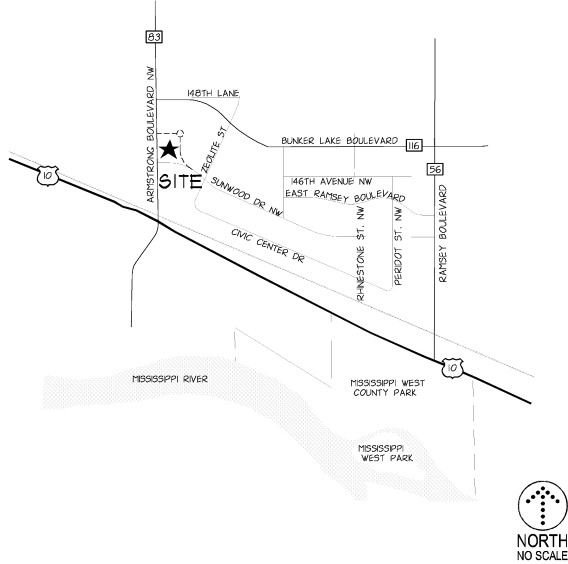 83
148TH LANE
ARMSTRONG BOULEVARD NW
ZEOLITE ST.
BUNKER LAKE BOULEVARD
116
10
SITE
56
146TH AVENUE NW
EAST RAMSEY BOULEVARD
SUNWOOD DR NW
CIVIC CENTER DR
RHINESTONE ST. NW
PERIDOT ST. NW
RAMSEY BOULEVARD
10
MISSISSIPPI RIVER
MISSISSIPPI WEST
COUNTY PARK
MISSISSIPPI
WEST PARK
NORTH
NO SCALE